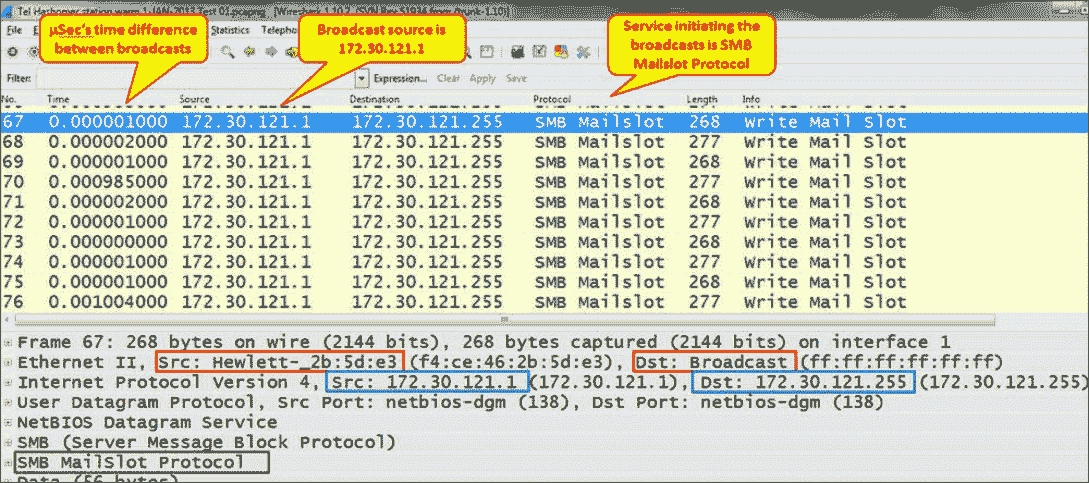 Tel Hashomer
File
Statistics
Telepho
µSec's time difference
between broadcasts
Broadcast source is
172.30.121.1
Service initiating the
broadcasts is SMB
Mailslot Protocol
Filter: Expression... Clear Apply Save
No. Time Source Destination Protocol Length Info
67 0.000001000 172.30.121.1 172.30.121.255 SMB Mailslot 268 Write Mail Slot
68 0.000002000 172.30.121.1 172.30.121.255 SMB Mailslot 277 Write Mail Slot
69 0.000001000 172.30.121.1 172.30.121.255 SMB Mailslot 268 Write Mail Slot
70 0.000985000 172.30.121.1 172.30.121.255 SMB Mailslot 277 Write Mail Slot
71 0.000002000 172.30.121.1 172.30.121.255 SMB Mailslot 268 Write Mail Slot
72 0.000001000 172.30.121.1 172.30.121.255 SMB Mailslot 277 Write Mail Slot
73 0.000000000 172.30.121.1 172.30.121.255 SMB Mailslot 268 Write Mail Slot
74 0.000001000 172.30.121.1 172.30.121.255 SMB Mailslot 277 Write Mail Slot
75 0.000001000 172.30.121.1 172.30.121.255 SMB Mailslot 268 Write Mail Slot
76 0.001004000 172.30.121.1 172.30.121.255 SMB Mailslot 277 Write Mail Slot
Frame 67: 268 bytes on wire (2144 bits), 268 bytes captured (2144 bits) on interface 1
Ethernet II, Src: Hewlett-_2b:5d:e3 (f4:ce:46:2b:5d:e3), Dst: Broadcast (ff:ff:ff:ff:ff:ff)
Internet Protocol Version 4, Src: 172.30.121.1 (172.30.121.1), Dst: 172.30.121.255 (172.30.121.255)
User Datagram Protocol, Src Port: netbios-dgm (138), Dst Port: netbios-dgm (138)
NetBIOS Datagram Service
SMB (Server Message Block Protocol)
SMB MailSlot Protocol
Data (56 bytes)